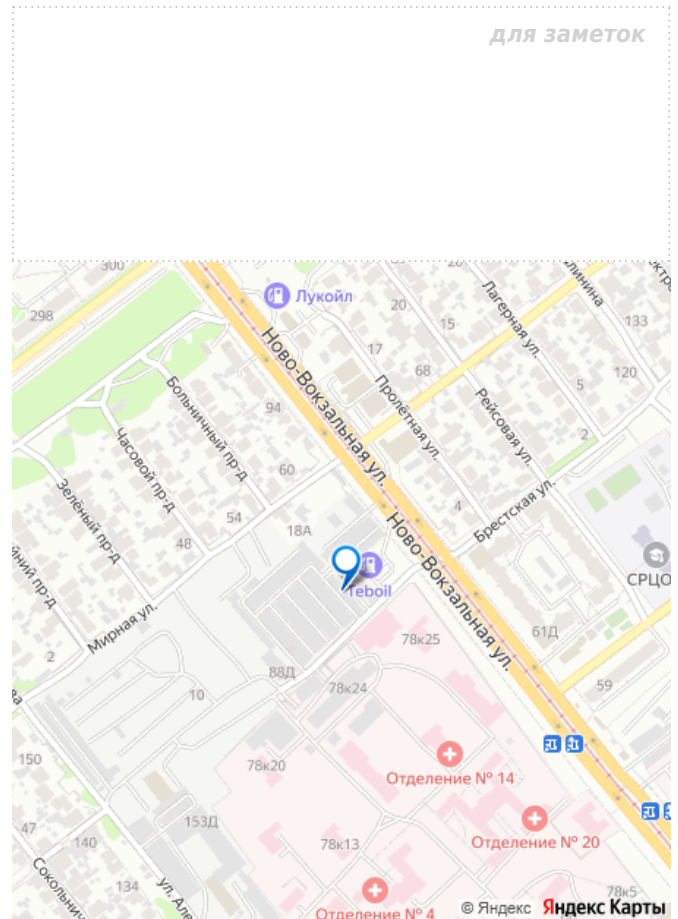 для заметок
300
298
Лукойл
Ново-Вокзальная ул.
20
15
17
68
Лагерная ул.
133
120
5
2
Пролётная ул.
Рейсовая ул.
94
60
Больничный пр-д
Часовой пр-д
Зелёный пр-д
54
48
18А
4
Брестская ул.
Ново-Вокзальная ул.
Teboil
СРЦО
Мирная ул.
2
61Д
59
78к25
78к24
88Д
10
150
78к20
Отделение № 14
153Д
47
140
134
78к13
Отделение № 20
Отделение № 4
78к5
© Яндекс Яндекс Карты